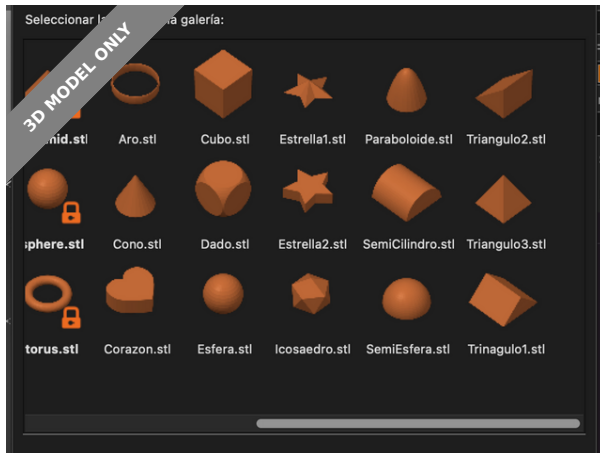 Seleccionar la galería:
3D MODEL ONLY
mid.stl Aro.stl Cubo.stl Estrella1.stl Paraboloide.stl Triangulo2.stl
sphere.stl Cono.stl Dado.stl Estrella2.stl SemiCilindro.stl Triangulo3.stl
torus.stl Corazon.stl Esfera.stl Icosaedro.stl SemiEsfera.stl Trinagulo1.stl